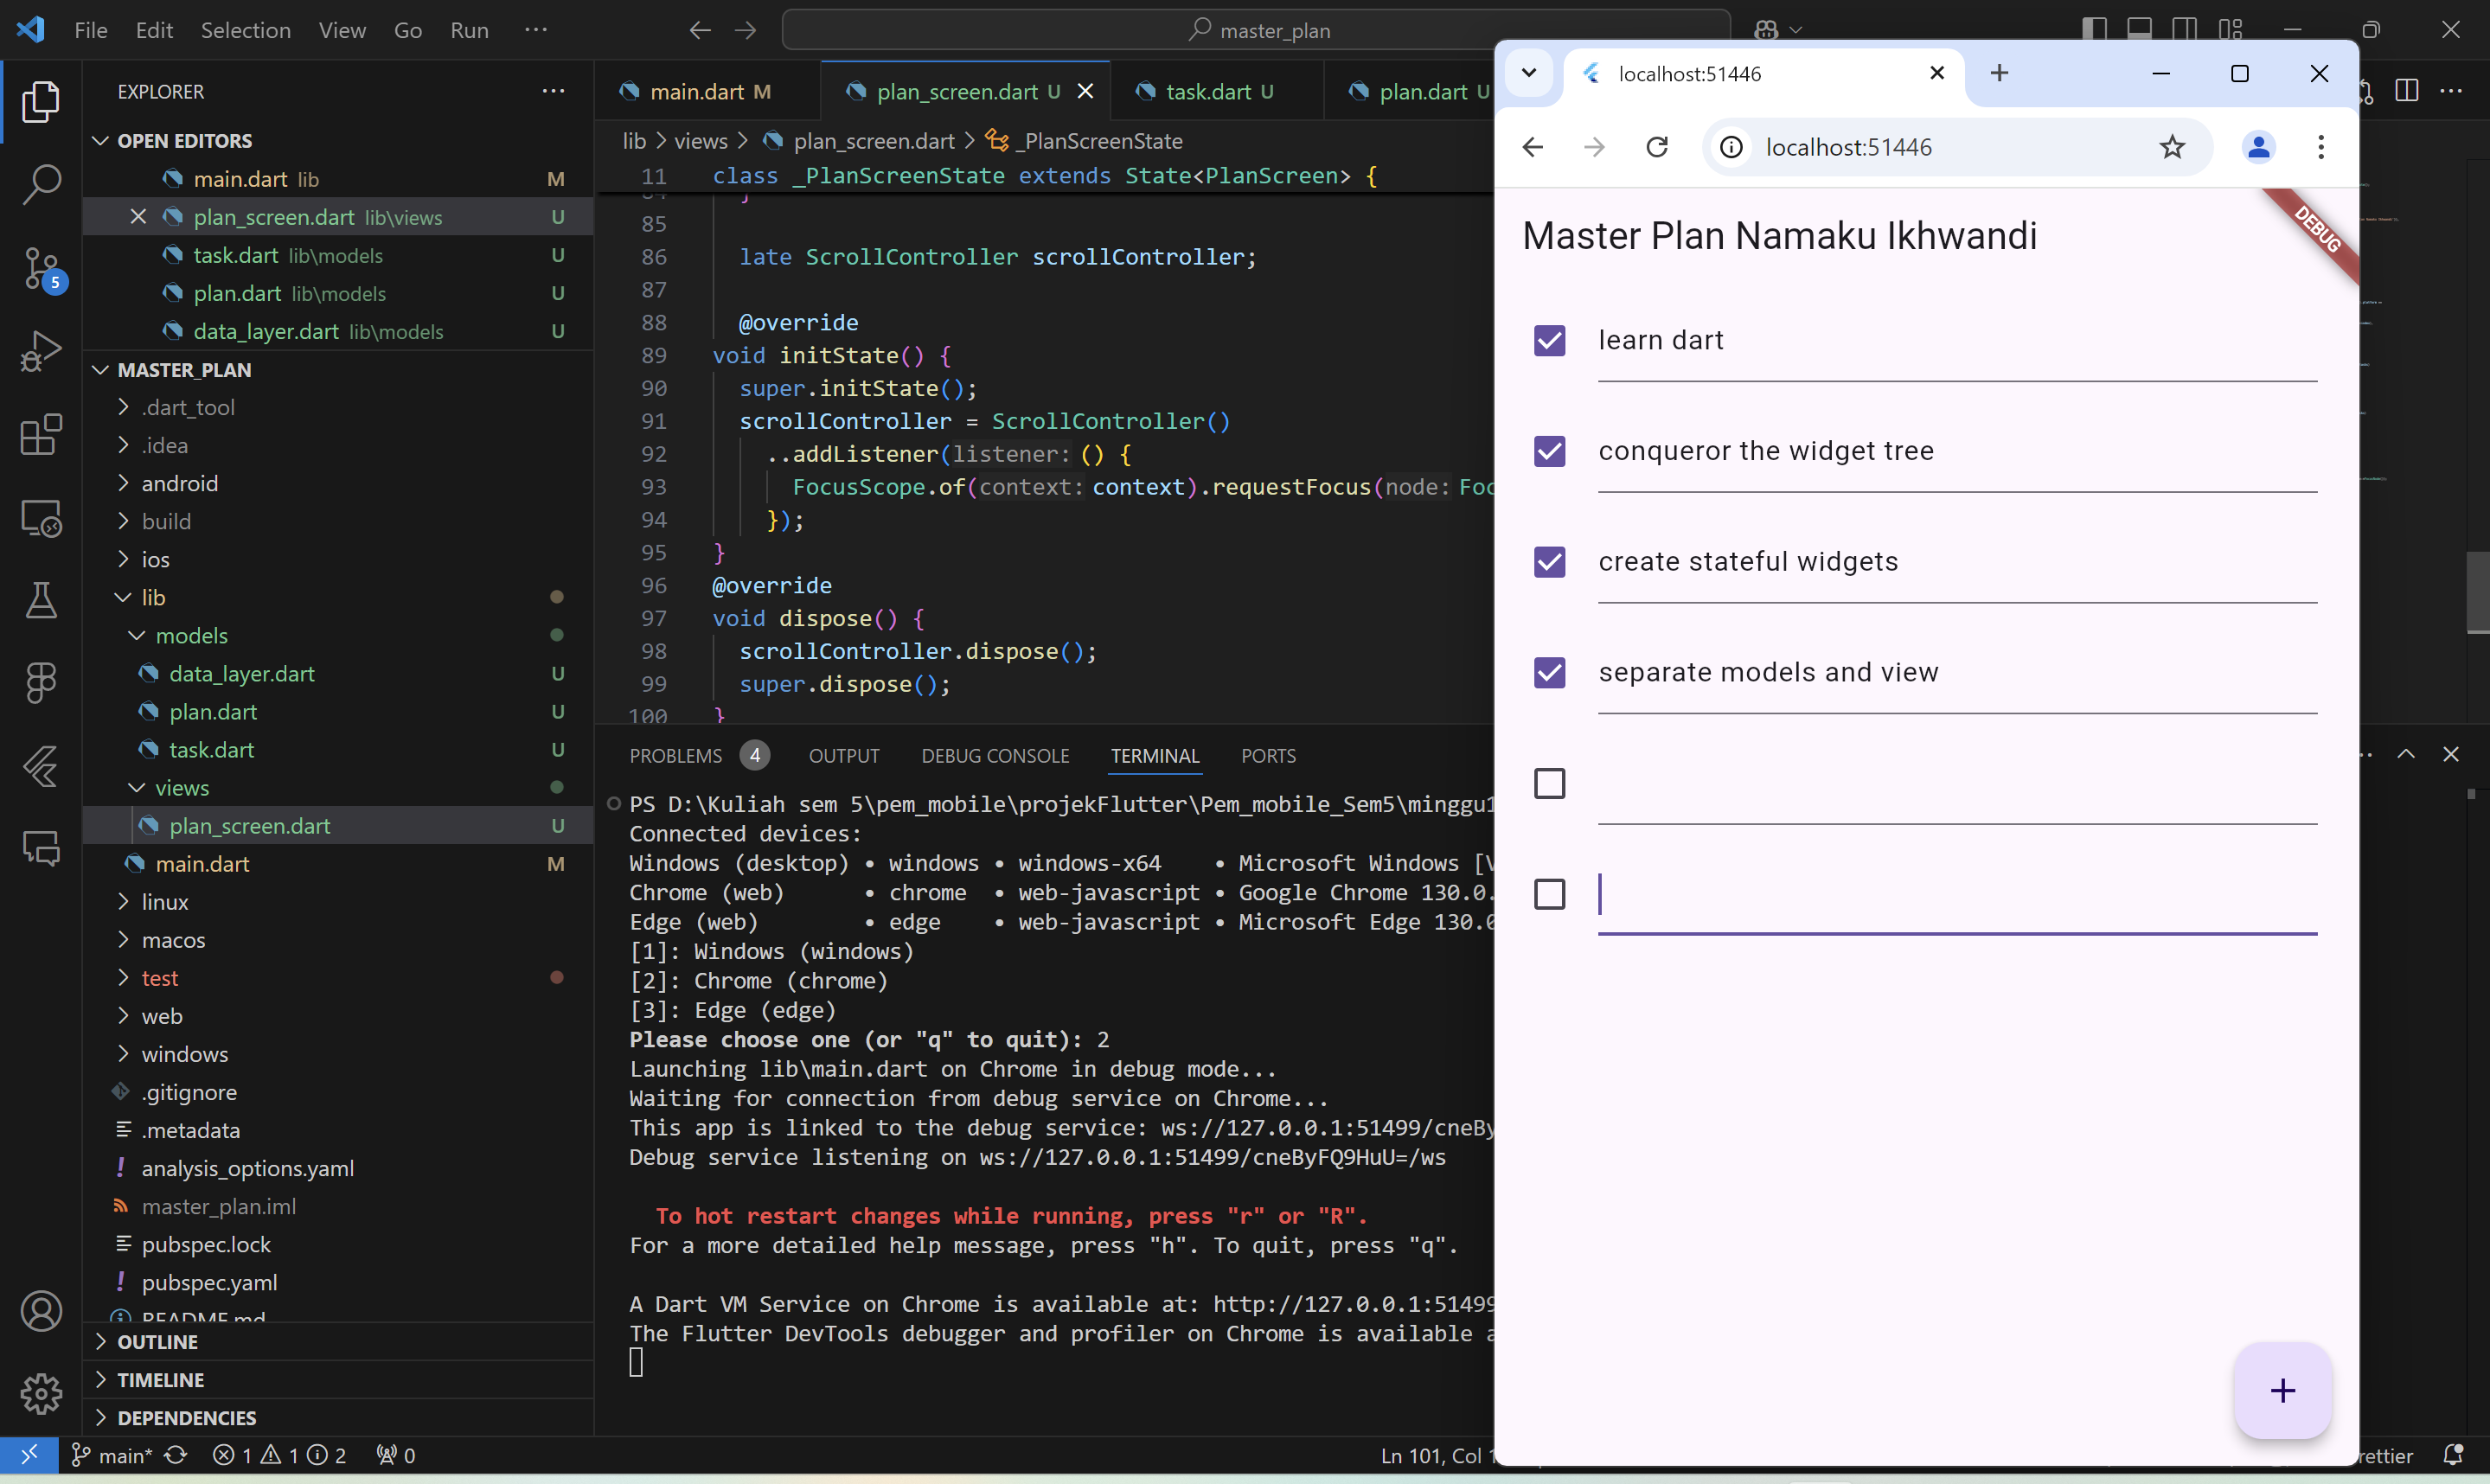 File Edit Selection View Go Run ···
master_plan
EXPLORER
OPEN EDITORS
main.dart lib M
plan_screen.dart lib\views U
task.dart lib\models U
plan.dart lib\models U
data_layer.dart lib\models U
MASTER_PLAN
.dart_tool
.idea
android
build
ios
lib
models
data_layer.dart U
plan.dart U
task.dart U
views
plan_screen.dart U
main.dart M
linux
macos
test
web
windows
.gitignore
.metadata
analysis_options.yaml
master_plan.iml
pubspec.lock
pubspec.yaml
README.md
OUTLINE
TIMELINE
DEPENDENCIES
5
main.dart M plan_screen.dart U task.dart U plan.dart U
lib > views > plan_screen.dart > _PlanScreenState
11 class _PlanScreenState extends State<PlanScreen> {
84 }
85
86 late ScrollController scrollController;
87
88 @override
89 void initState() {
90 super.initState();
91 scrollController = ScrollController()
92 ..addListener(listener: () {
93 FocusScope.of(context: context).requestFocus(node: Foc
94 });
95 }
96 @override
97 void dispose() {
98 scrollController.dispose();
99 super.dispose();
100 }
PROBLEMS 4 OUTPUT DEBUG CONSOLE TERMINAL PORTS
PS D:\Kuliah sem 5\pem_mobile\projekFlutter\Pem_mobile_Sem5\minggu1
Connected devices:
Windows (desktop) • windows • windows-x64 • Microsoft Windows [V
Chrome (web) • chrome • web-javascript • Google Chrome 130.0.
Edge (web) • edge • web-javascript • Microsoft Edge 130.0
[1]: Windows (windows)
[2]: Chrome (chrome)
[3]: Edge (edge)
Please choose one (or "q" to quit): 2
Launching lib\main.dart on Chrome in debug mode...
Waiting for connection from debug service on Chrome...
This app is linked to the debug service: ws://127.0.0.1:51499/cneBy
Debug service listening on ws://127.0.0.1:51499/cneByFQ9HuU=/ws
To hot restart changes while running, press "r" or "R".
For a more detailed help message, press "h". To quit, press "q".
A Dart VM Service on Chrome is available at: http://127.0.0.1:51499
The Flutter DevTools debugger and profiler on Chrome is available a
localhost:51446
localhost:51446
DEBUG
Master Plan Namaku Ikhwandi
learn dart
conqueror the widget tree
create stateful widgets
separate models and view
+
main* 1 1 2 0
Ln 101, Col 1
rettier